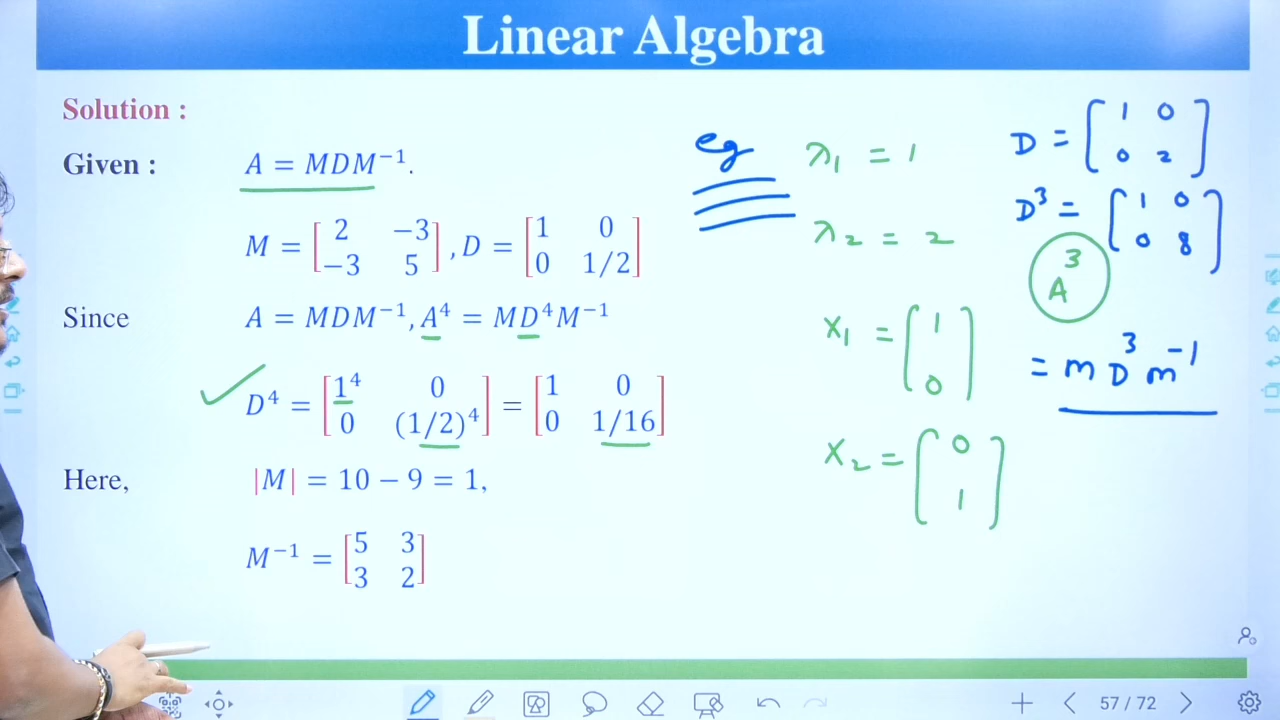 Linear Algebra
Solution :
Given : A = MDM⁻¹.
M = [2 −3; −3 5], D = [1 0; 0 1/2]
Since A = MDM⁻¹, A⁴ = MD⁴M⁻¹
D⁴ = [1⁴ 0; 0 (1/2)⁴] = [1 0; 0 1/16]
Here, |M| = 10 − 9 = 1,
M⁻¹ = [5 3; 3 2]
eg
λ₁ = 1
λ₂ = 2
X₁ = [1; 0]
X₂ = [0; 1]
D = [1 0; 0 2]
D³ = [1 0; 0 8]
A³
= m D³ m⁻¹
57 / 72